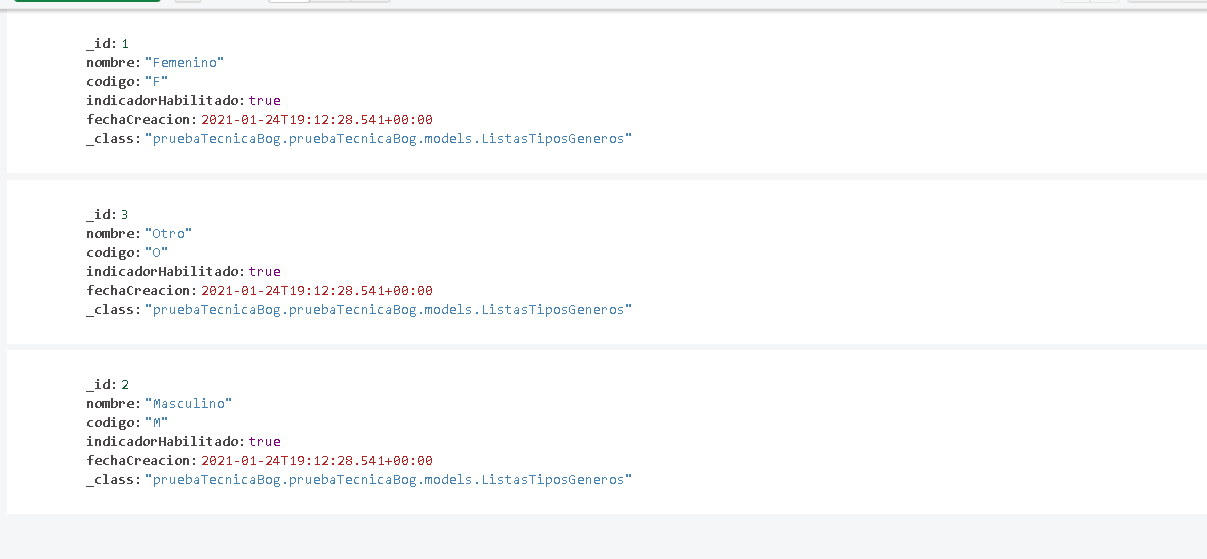 _id: 1
nombre: "Femenino"
codigo: "F"
indicadorHabilitado: true
fechaCreacion: 2021-01-24T19:12:28.541+00:00
_class: "pruebaTecnicaBog.pruebaTecnicaBog.models.ListasTiposGeneros"
_id: 3
nombre: "Otro"
codigo: "O"
indicadorHabilitado: true
fechaCreacion: 2021-01-24T19:12:28.541+00:00
_class: "pruebaTecnicaBog.pruebaTecnicaBog.models.ListasTiposGeneros"
_id: 2
nombre: "Masculino"
codigo: "M"
indicadorHabilitado: true
fechaCreacion: 2021-01-24T19:12:28.541+00:00
_class: "pruebaTecnicaBog.pruebaTecnicaBog.models.ListasTiposGeneros"